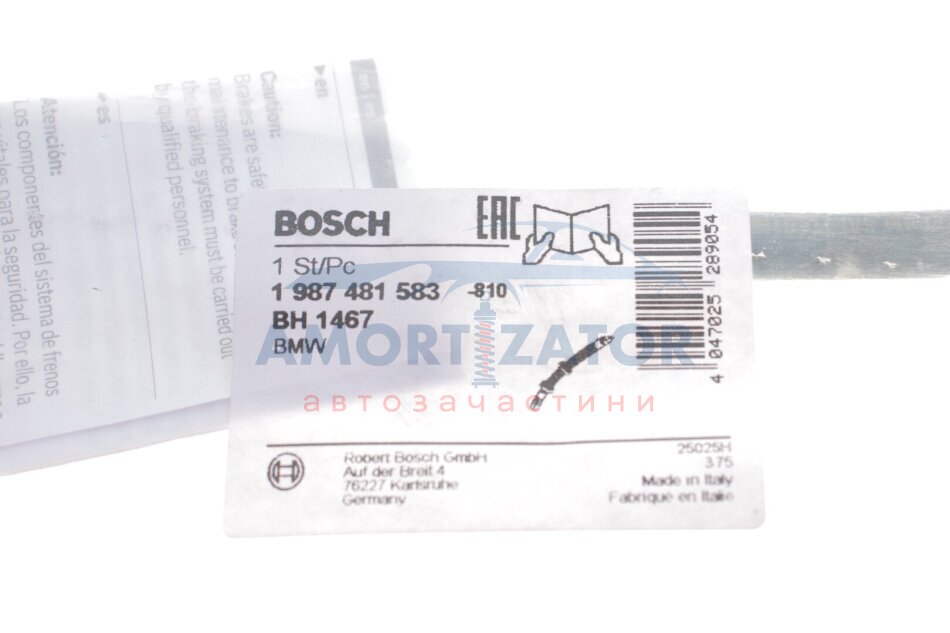 en
Caution:
Brakes are safe
maintenance to
the braking system must be carried out
by qualified personnel.
es
Atención:
Los componentes del sistema de frenos
vitales para la seguridad. Por ello, la
BOSCH
EAC
1 St/Pc
1 987 481 583 -810
BH 1467
BMW
4 047025 289054
AMORTIZATOR
автозачастини
Robert Bosch GmbH
Auf der Breit 4
76227 Karlsruhe
Germany
25025H
375
Made in Italy
Fabriqué en Italie